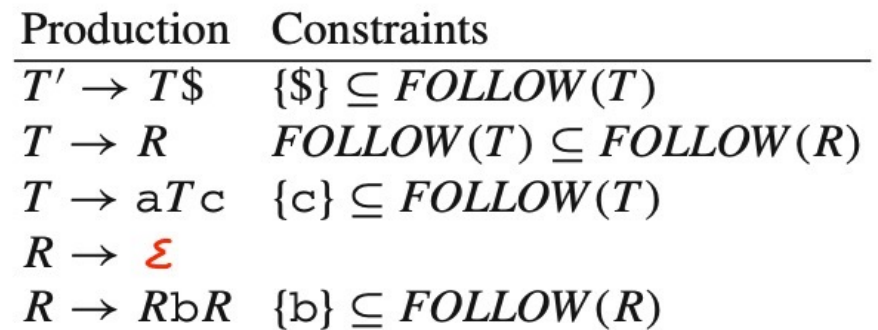 Production Constraints
T′ → T$ {$} ⊆ FOLLOW(T)
T → R FOLLOW(T) ⊆ FOLLOW(R)
T → aTc {c} ⊆ FOLLOW(T)
R → ε
R → RbR {b} ⊆ FOLLOW(R)